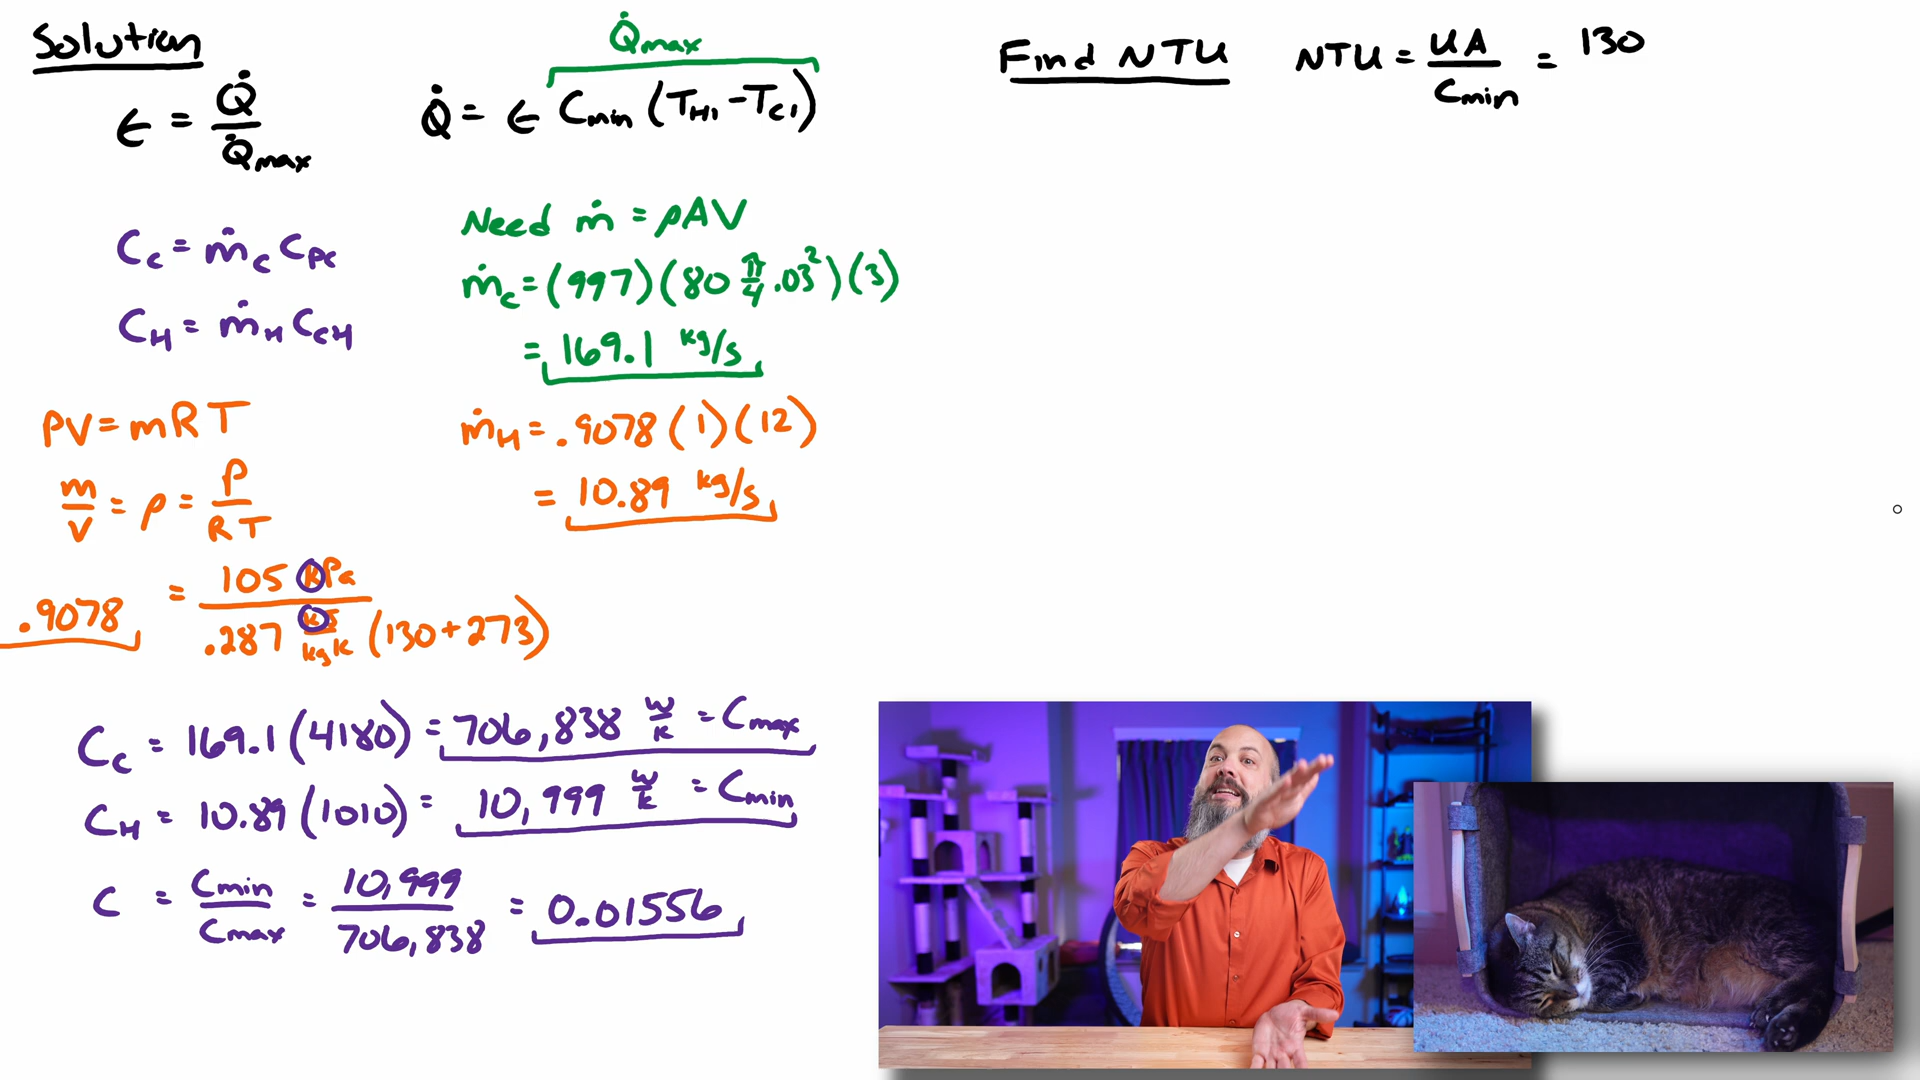 Solution
ε = Q̇ / Q̇max
Q̇max
Q̇ = ε Cmin (TH1 - TC1)
Cc = ṁc Cpc
CH = ṁH CcH
Need ṁ = ρAV
ṁc = (997)(80 π/4 .03²)(3)
= 169.1 kg/s
PV = mRT
m/V = ρ = P/RT
= 105 kPa / .287 kJ/kgK (130+273)
.9078
ṁH = .9078 (1)(12)
= 10.89 kg/s
Cc = 169.1 (4180) = 706,838 W/K = Cmax
CH = 10.89 (1010) = 10,999 W/K = Cmin
C = Cmin/Cmax = 10,999/706,838 = 0.01556
Find NTU NTU = UA/Cmin = 130